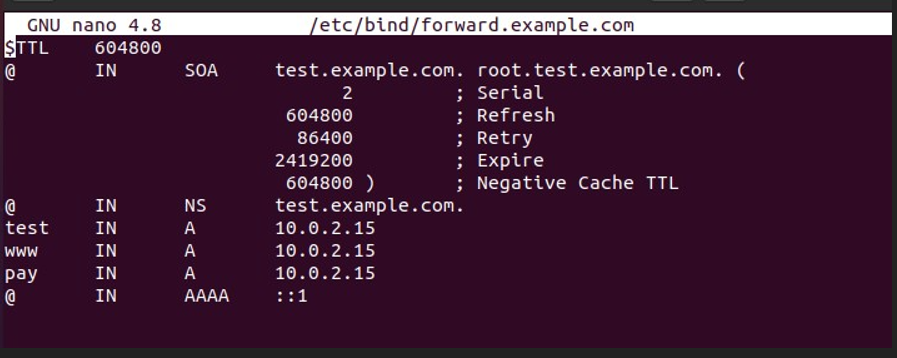 GNU nano 4.8 /etc/bind/forward.example.com
$TTL 604800
@ IN SOA test.example.com. root.test.example.com. (
2 ; Serial
604800 ; Refresh
86400 ; Retry
2419200 ; Expire
604800 ) ; Negative Cache TTL
@ IN NS test.example.com.
test IN A 10.0.2.15
www IN A 10.0.2.15
pay IN A 10.0.2.15
@ IN AAAA ::1